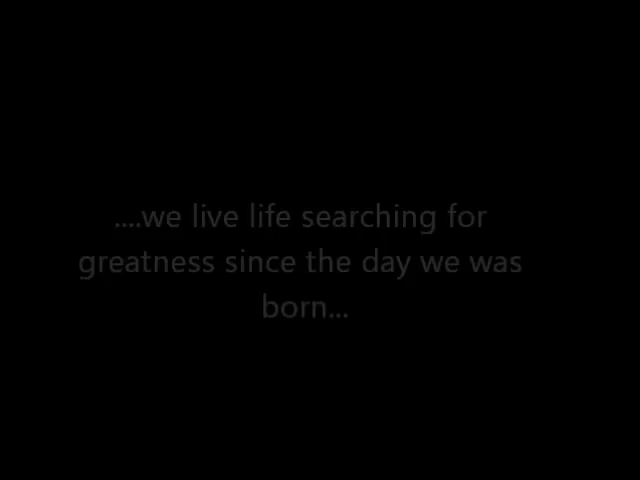 ....we live life searching for
greatness since the day we was
born...